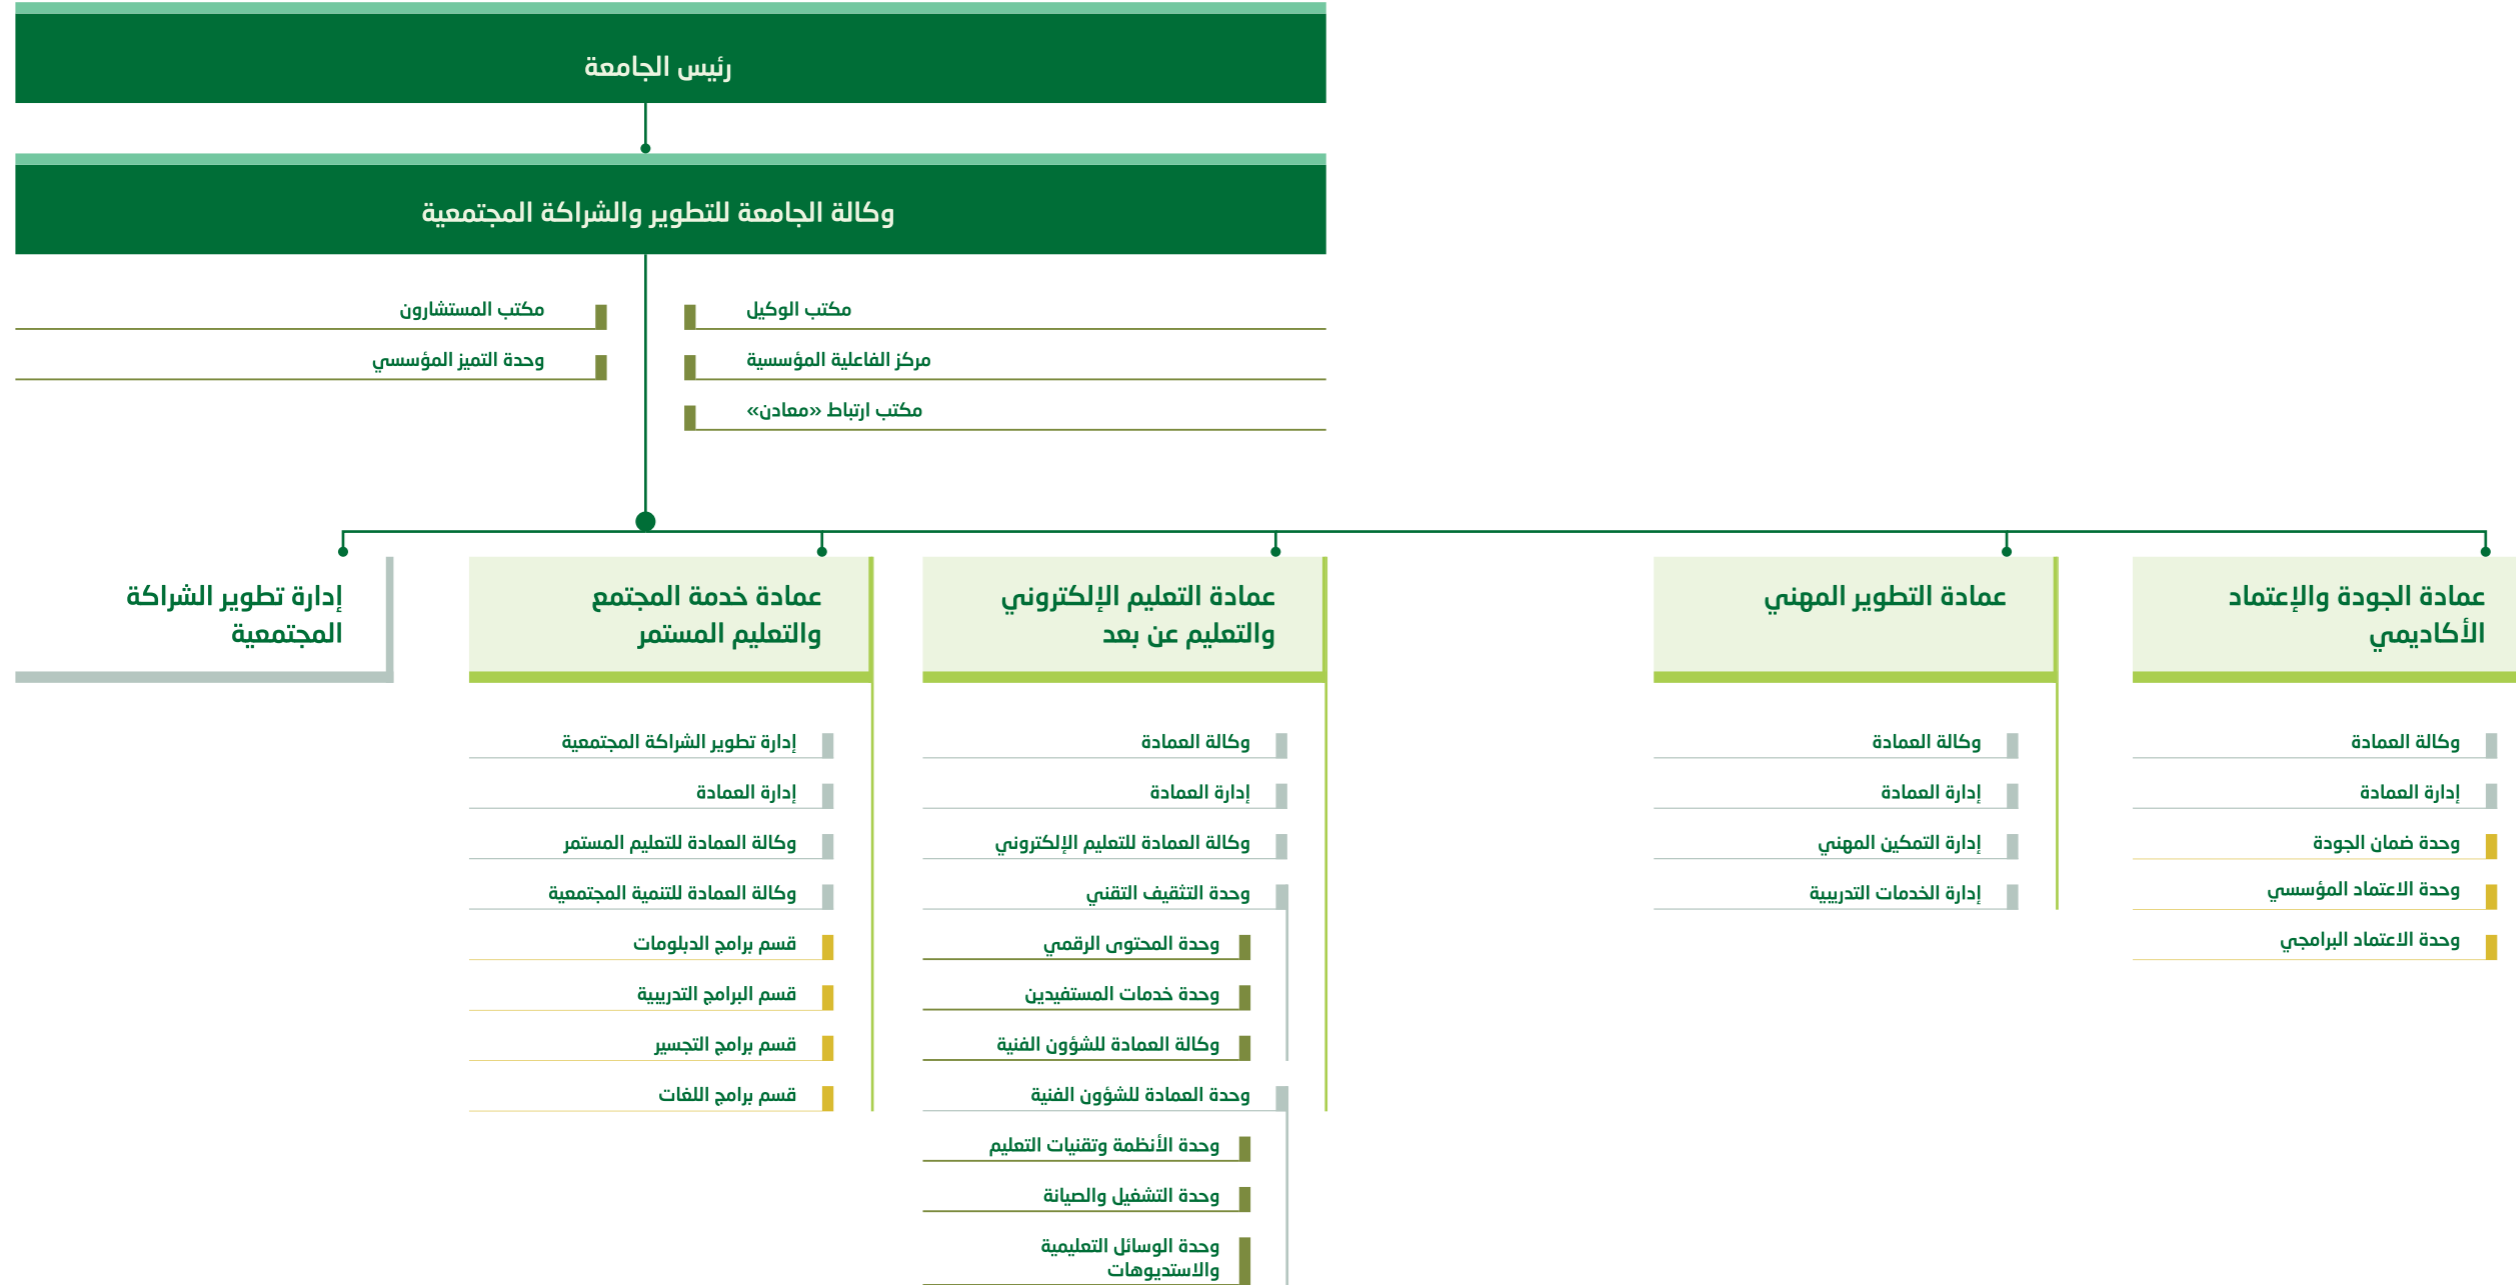 رئيس الجامعة
وكالة الجامعة للتطوير والشراكة المجتمعية
مكتب الوكيل
مركز الفاعلية المؤسسية
مكتب ارتباط «معادن»
مكتب المستشارون
وحدة التميز المؤسسي
عمادة الجودة والإعتماد
الأكاديمي
وكالة العمادة
إدارة العمادة
وحدة ضمان الجودة
وحدة الاعتماد المؤسسي
وحدة الاعتماد البرامجي
عمادة التطوير المهني
وكالة العمادة
إدارة العمادة
إدارة التمكين المهني
إدارة الخدمات التدريبية
عمادة التعليم الإلكتروني
والتعليم عن بعد
وكالة العمادة
إدارة العمادة
وكالة العمادة للتعليم الإلكتروني
وحدة التثقيف التقني
وحدة المحتوى الرقمي
وحدة خدمات المستفيدين
وكالة العمادة للشؤون الفنية
وحدة العمادة للشؤون الفنية
وحدة الأنظمة وتقنيات التعليم
وحدة التشغيل والصيانة
وحدة الوسائل التعليمية
والاستديوهات
عمادة خدمة المجتمع
والتعليم المستمر
إدارة تطوير الشراكة المجتمعية
إدارة العمادة
وكالة العمادة للتعليم المستمر
وكالة العمادة للتنمية المجتمعية
قسم برامج الدبلومات
قسم البرامج التدريبية
قسم برامج التجسير
قسم برامج اللغات
إدارة تطوير الشراكة
المجتمعية